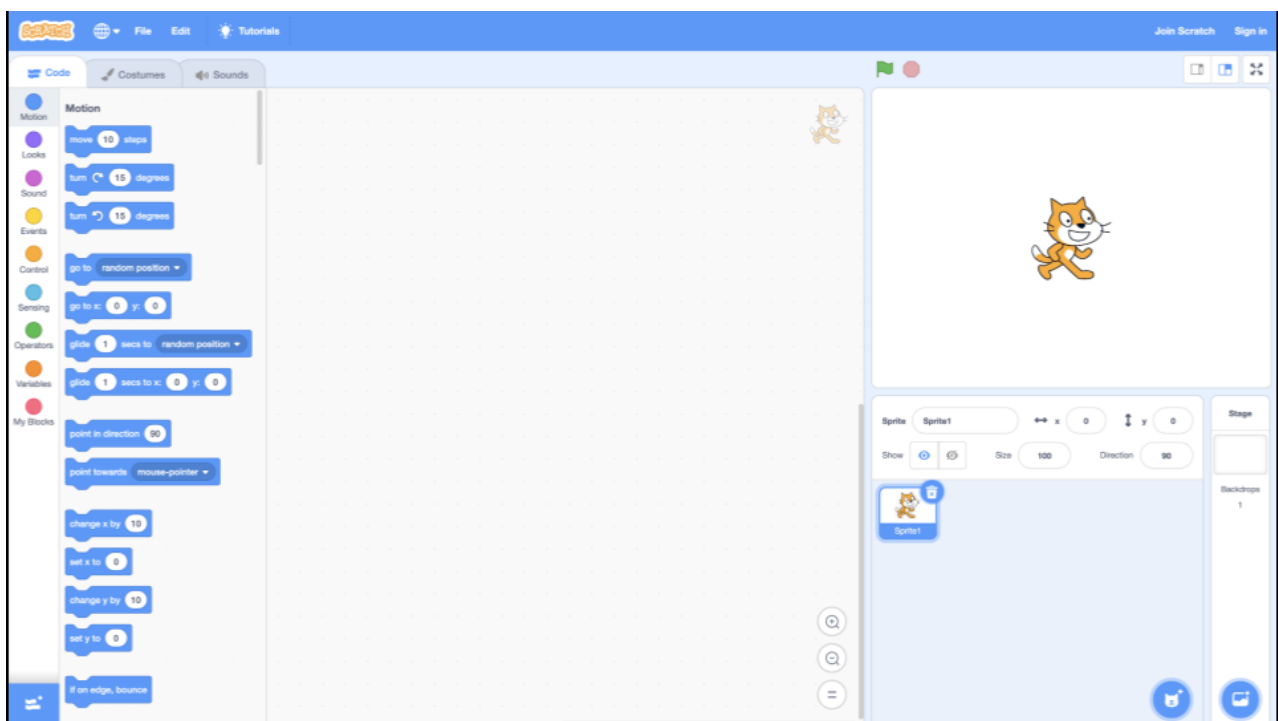 SCRATCH File Edit Tutorials Join Scratch Sign in
Code Costumes Sounds
Motion
Looks
Sound
Events
Control
Sensing
Operators
Variables
My Blocks
Motion
move 10 steps
turn 15 degrees
turn 15 degrees
go to random position
go to x: 0 y: 0
glide 1 secs to random position
glide 1 secs to x: 0 y: 0
point in direction 90
point towards mouse-pointer
change x by 10
set x to 0
change y by 10
set y to 0
if on edge, bounce
Sprite Sprite1 x 0 y 0
Show Size 100 Direction 90
Sprite1
Stage
Backdrops
1